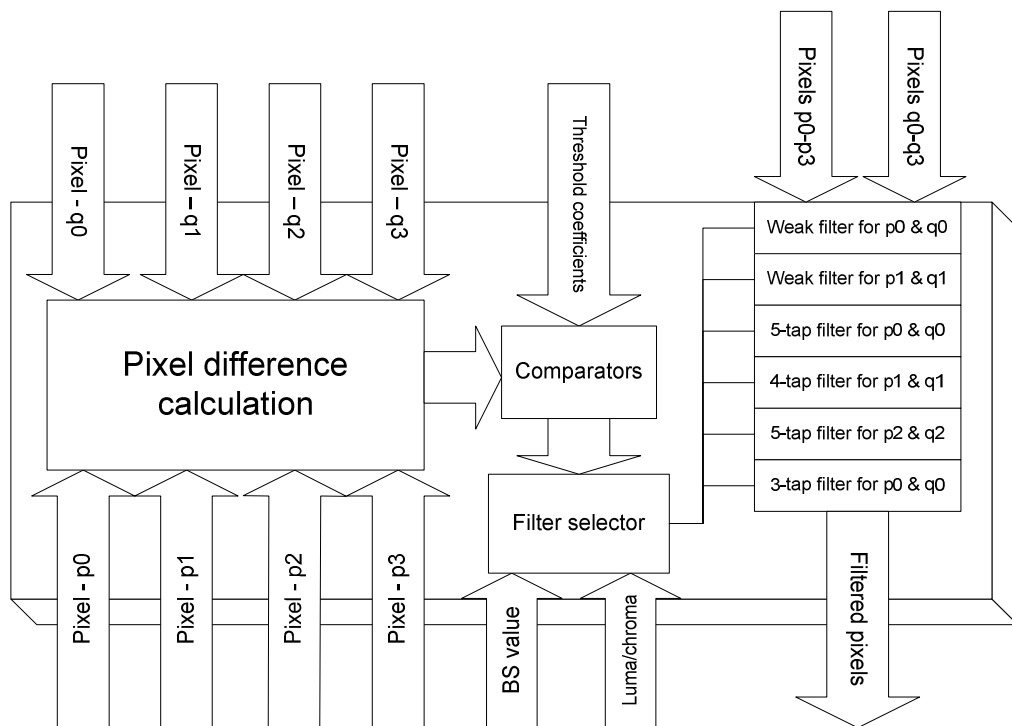 Pixels p0-p3
Pixels q0-q3
Pixel - q0
Pixel – q1
Pixel – q2
Pixel – q3
Threshold coefficients
Weak filter for p0 & q0
Weak filter for p1 & q1
5-tap filter for p0 & q0
4-tap filter for p1 & q1
5-tap filter for p2 & q2
3-tap filter for p0 & q0
Pixel difference
calculation
Comparators
Filter selector
Pixel - p0
Pixel - p1
Pixel - p2
Pixel - p3
BS value
Luma/chroma
Filtered pixels